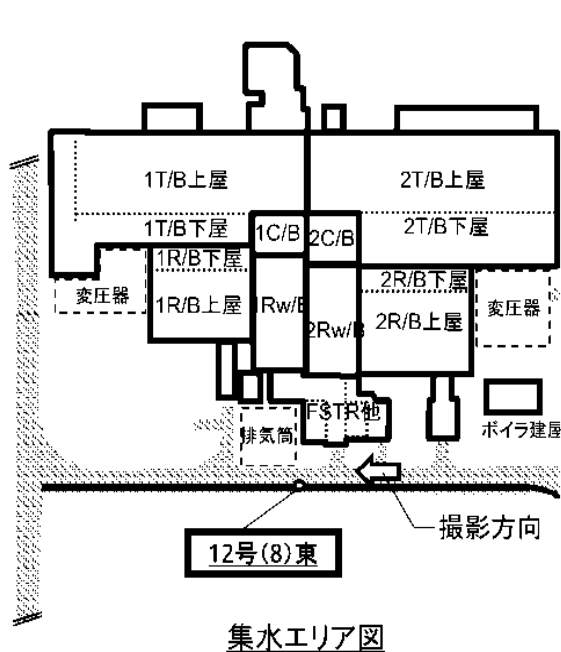 1T/B上屋
2T/B上屋
1T/B下屋
2T/B下屋
1C/B
2C/B
1R/B下屋
2R/B下屋
変圧器
1R/B上屋
1Rw/B
2Rw/B
2R/B上屋
変圧器
FSTR他
排気筒
ボイラ建屋
撮影方向
12号(8)東
集水エリア図